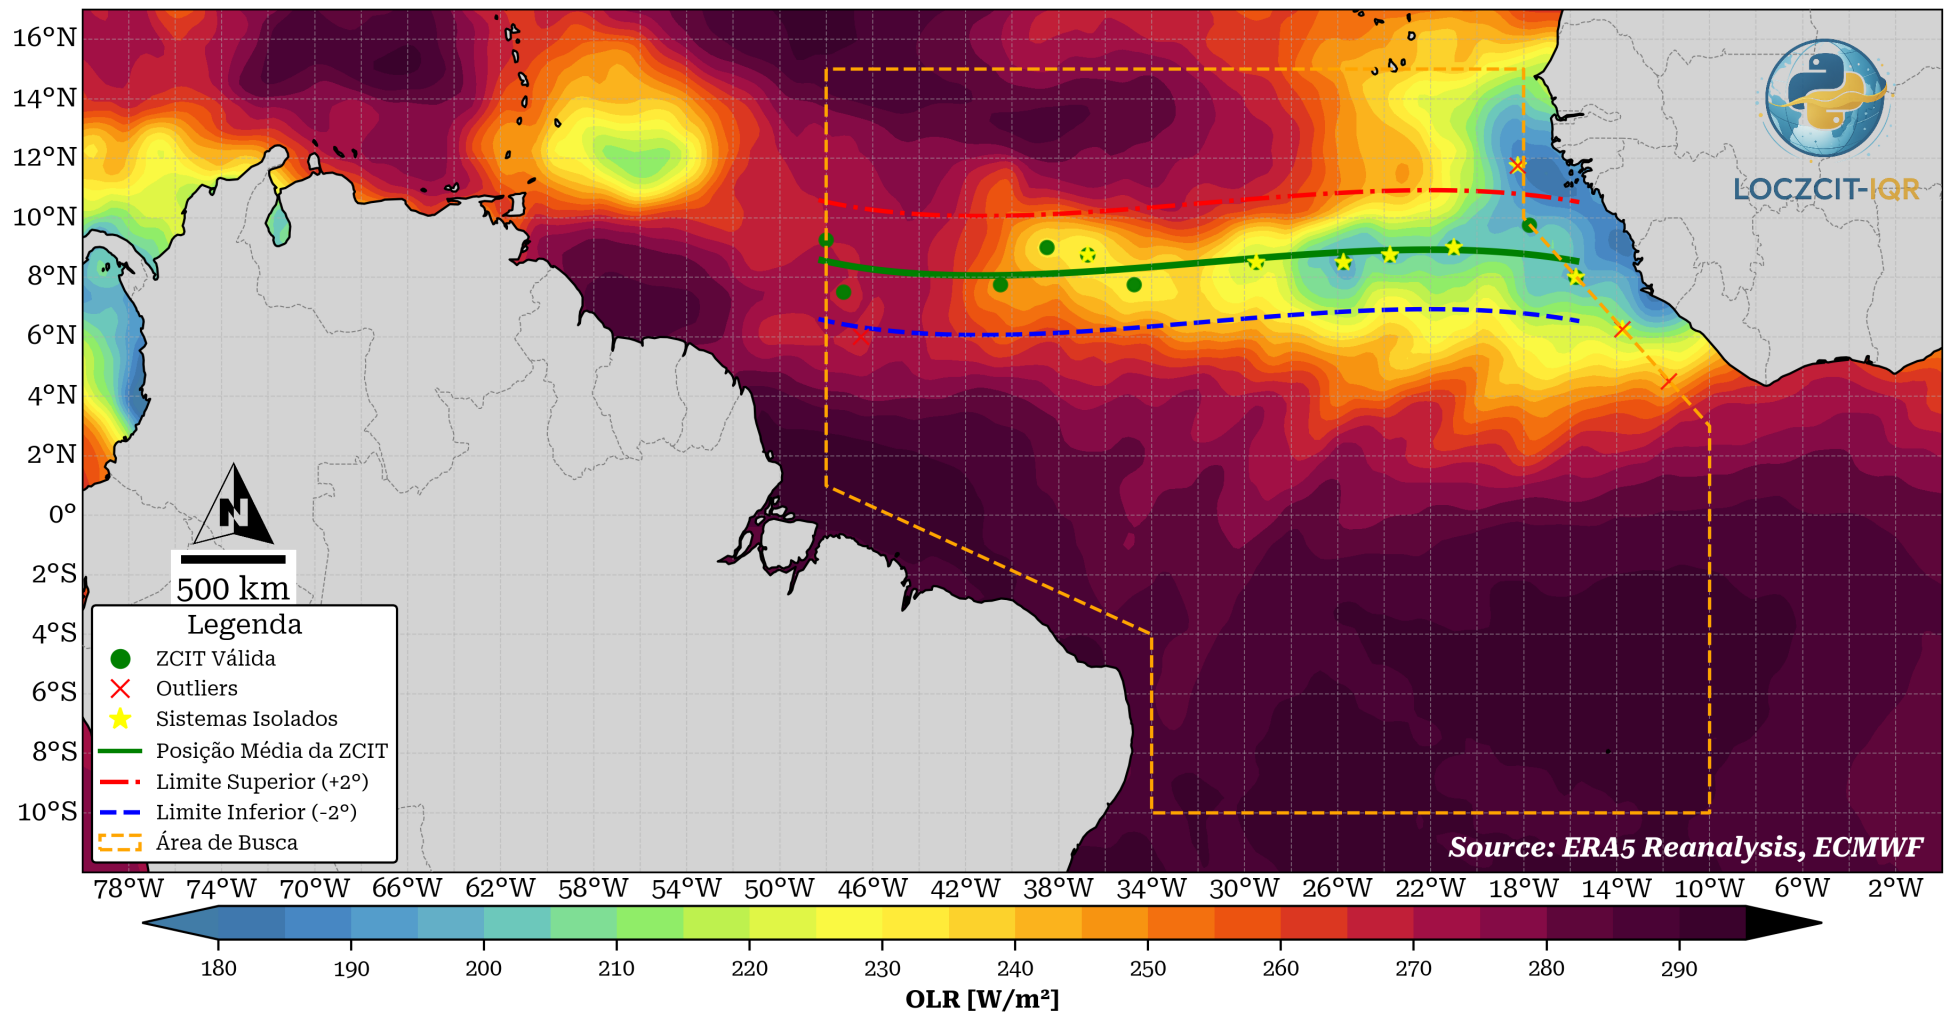 16°N
14°N
12°N
10°N
8°N
6°N
4°N
2°N
0°
2°S
4°S
6°S
8°S
10°S
LOCZCIT-IQR
N
500 km
Legenda
ZCIT Válida
Outliers
Sistemas Isolados
Posição Média da ZCIT
Limite Superior (+2°)
Limite Inferior (-2°)
Área de Busca
Source: ERA5 Reanalysis, ECMWF
78°W 74°W 70°W 66°W 62°W 58°W 54°W 50°W 46°W 42°W 38°W 34°W 30°W 26°W 22°W 18°W 14°W 10°W 6°W 2°W
180 190 200 210 220 230 240 250 260 270 280 290
OLR [W/m²]